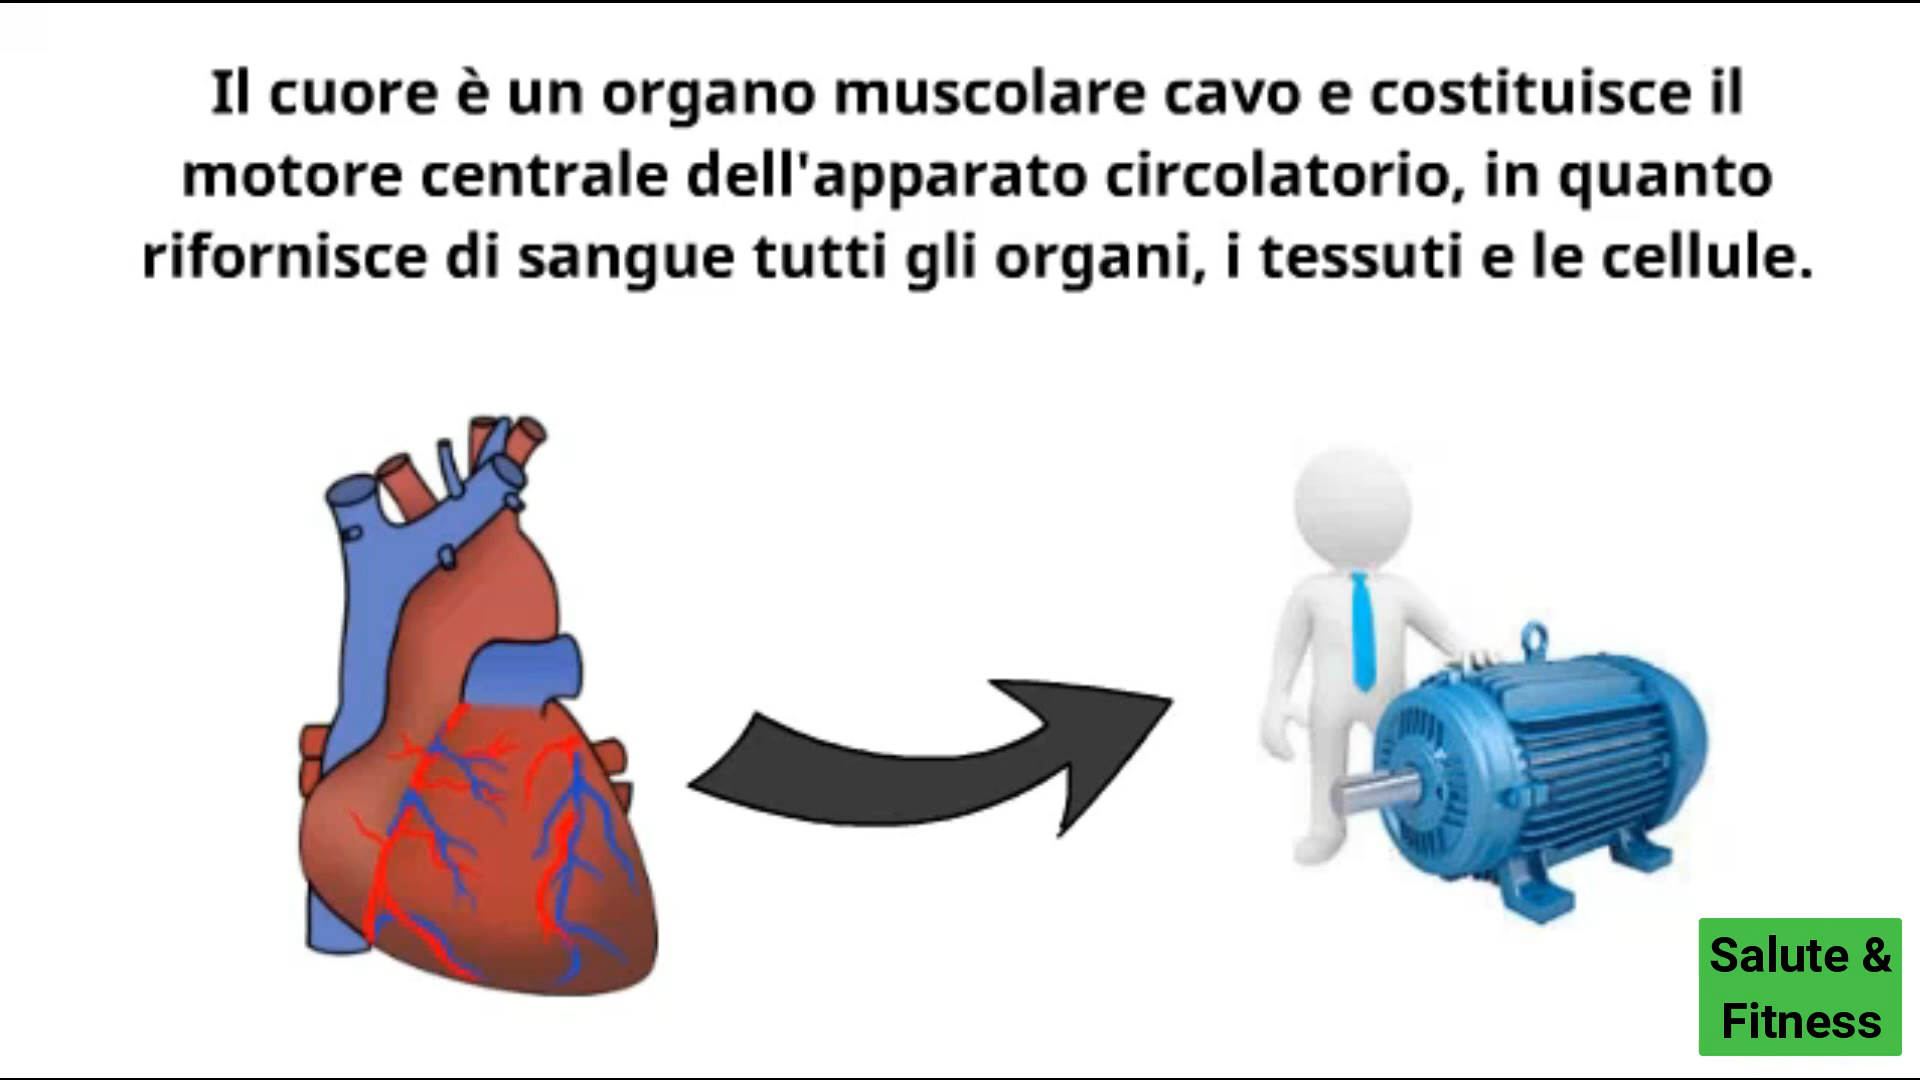 Il cuore è un organo muscolare cavo e costituisce il
motore centrale dell'apparato circolatorio, in quanto
rifornisce di sangue tutti gli organi, i tessuti e le cellule.
Salute &
Fitness